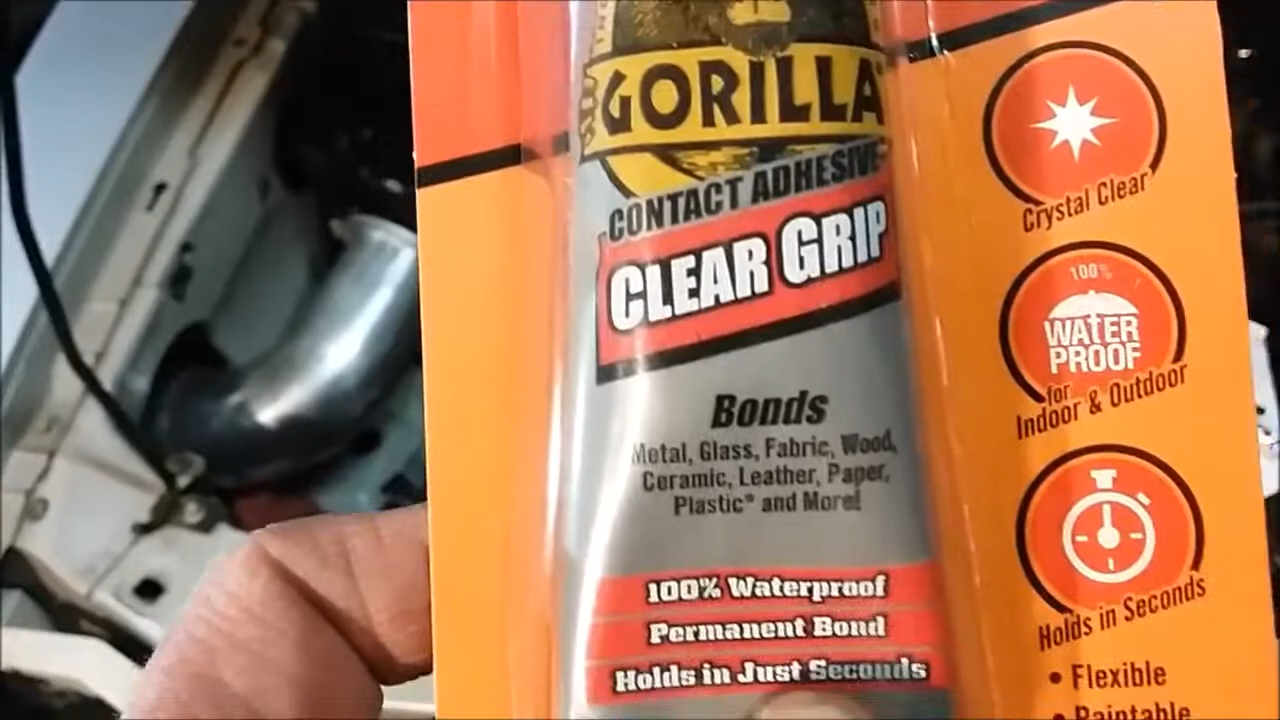 GORILLA
CONTACT ADHESIVE
CLEAR GRIP
Bonds
Metal, Glass, Fabric, Wood,
Ceramic, Leather, Paper,
Plastic* and More!
100% Waterproof
Permanent Bond
Holds in Just Seconds
Crystal Clear
100%
WATER
PROOF
for
Indoor & Outdoor
Holds in Seconds
• Flexible
• Paintable